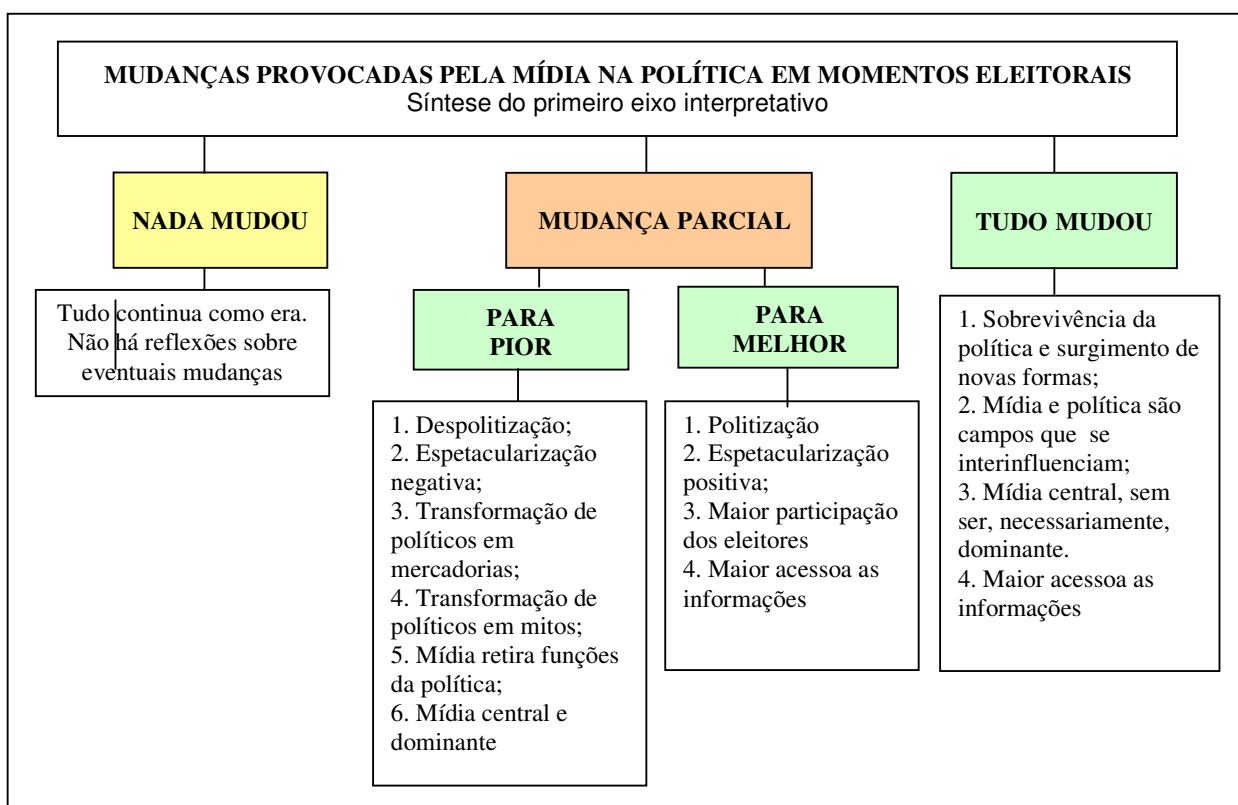 MUDANÇAS PROVOCADAS PELA MÍDIA NA POLÍTICA EM MOMENTOS ELEITORAIS
Síntese do primeiro eixo interpretativo
NADA MUDOU
Tudo continua como era.
Não há reflexões sobre
eventuais mudanças
MUDANÇA PARCIAL
PARA
PIOR
1. Despolitização;
2. Espetacularização
negativa;
3. Transformação de
políticos em
mercadorias;
4. Transformação de
políticos em mitos;
5. Mídia retira funções
da política;
6. Mídia central e
dominante
PARA
MELHOR
1. Politização
2. Espetacularização
positiva;
3. Maior participação
dos eleitores
4. Maior acessoa as
informações
TUDO MUDOU
1. Sobrevivência da
política e surgimento de
novas formas;
2. Mídia e política são
campos que se
interinfluenciam;
3. Mídia central, sem
ser, necessariamente,
dominante.
4. Maior acessoa as
informações